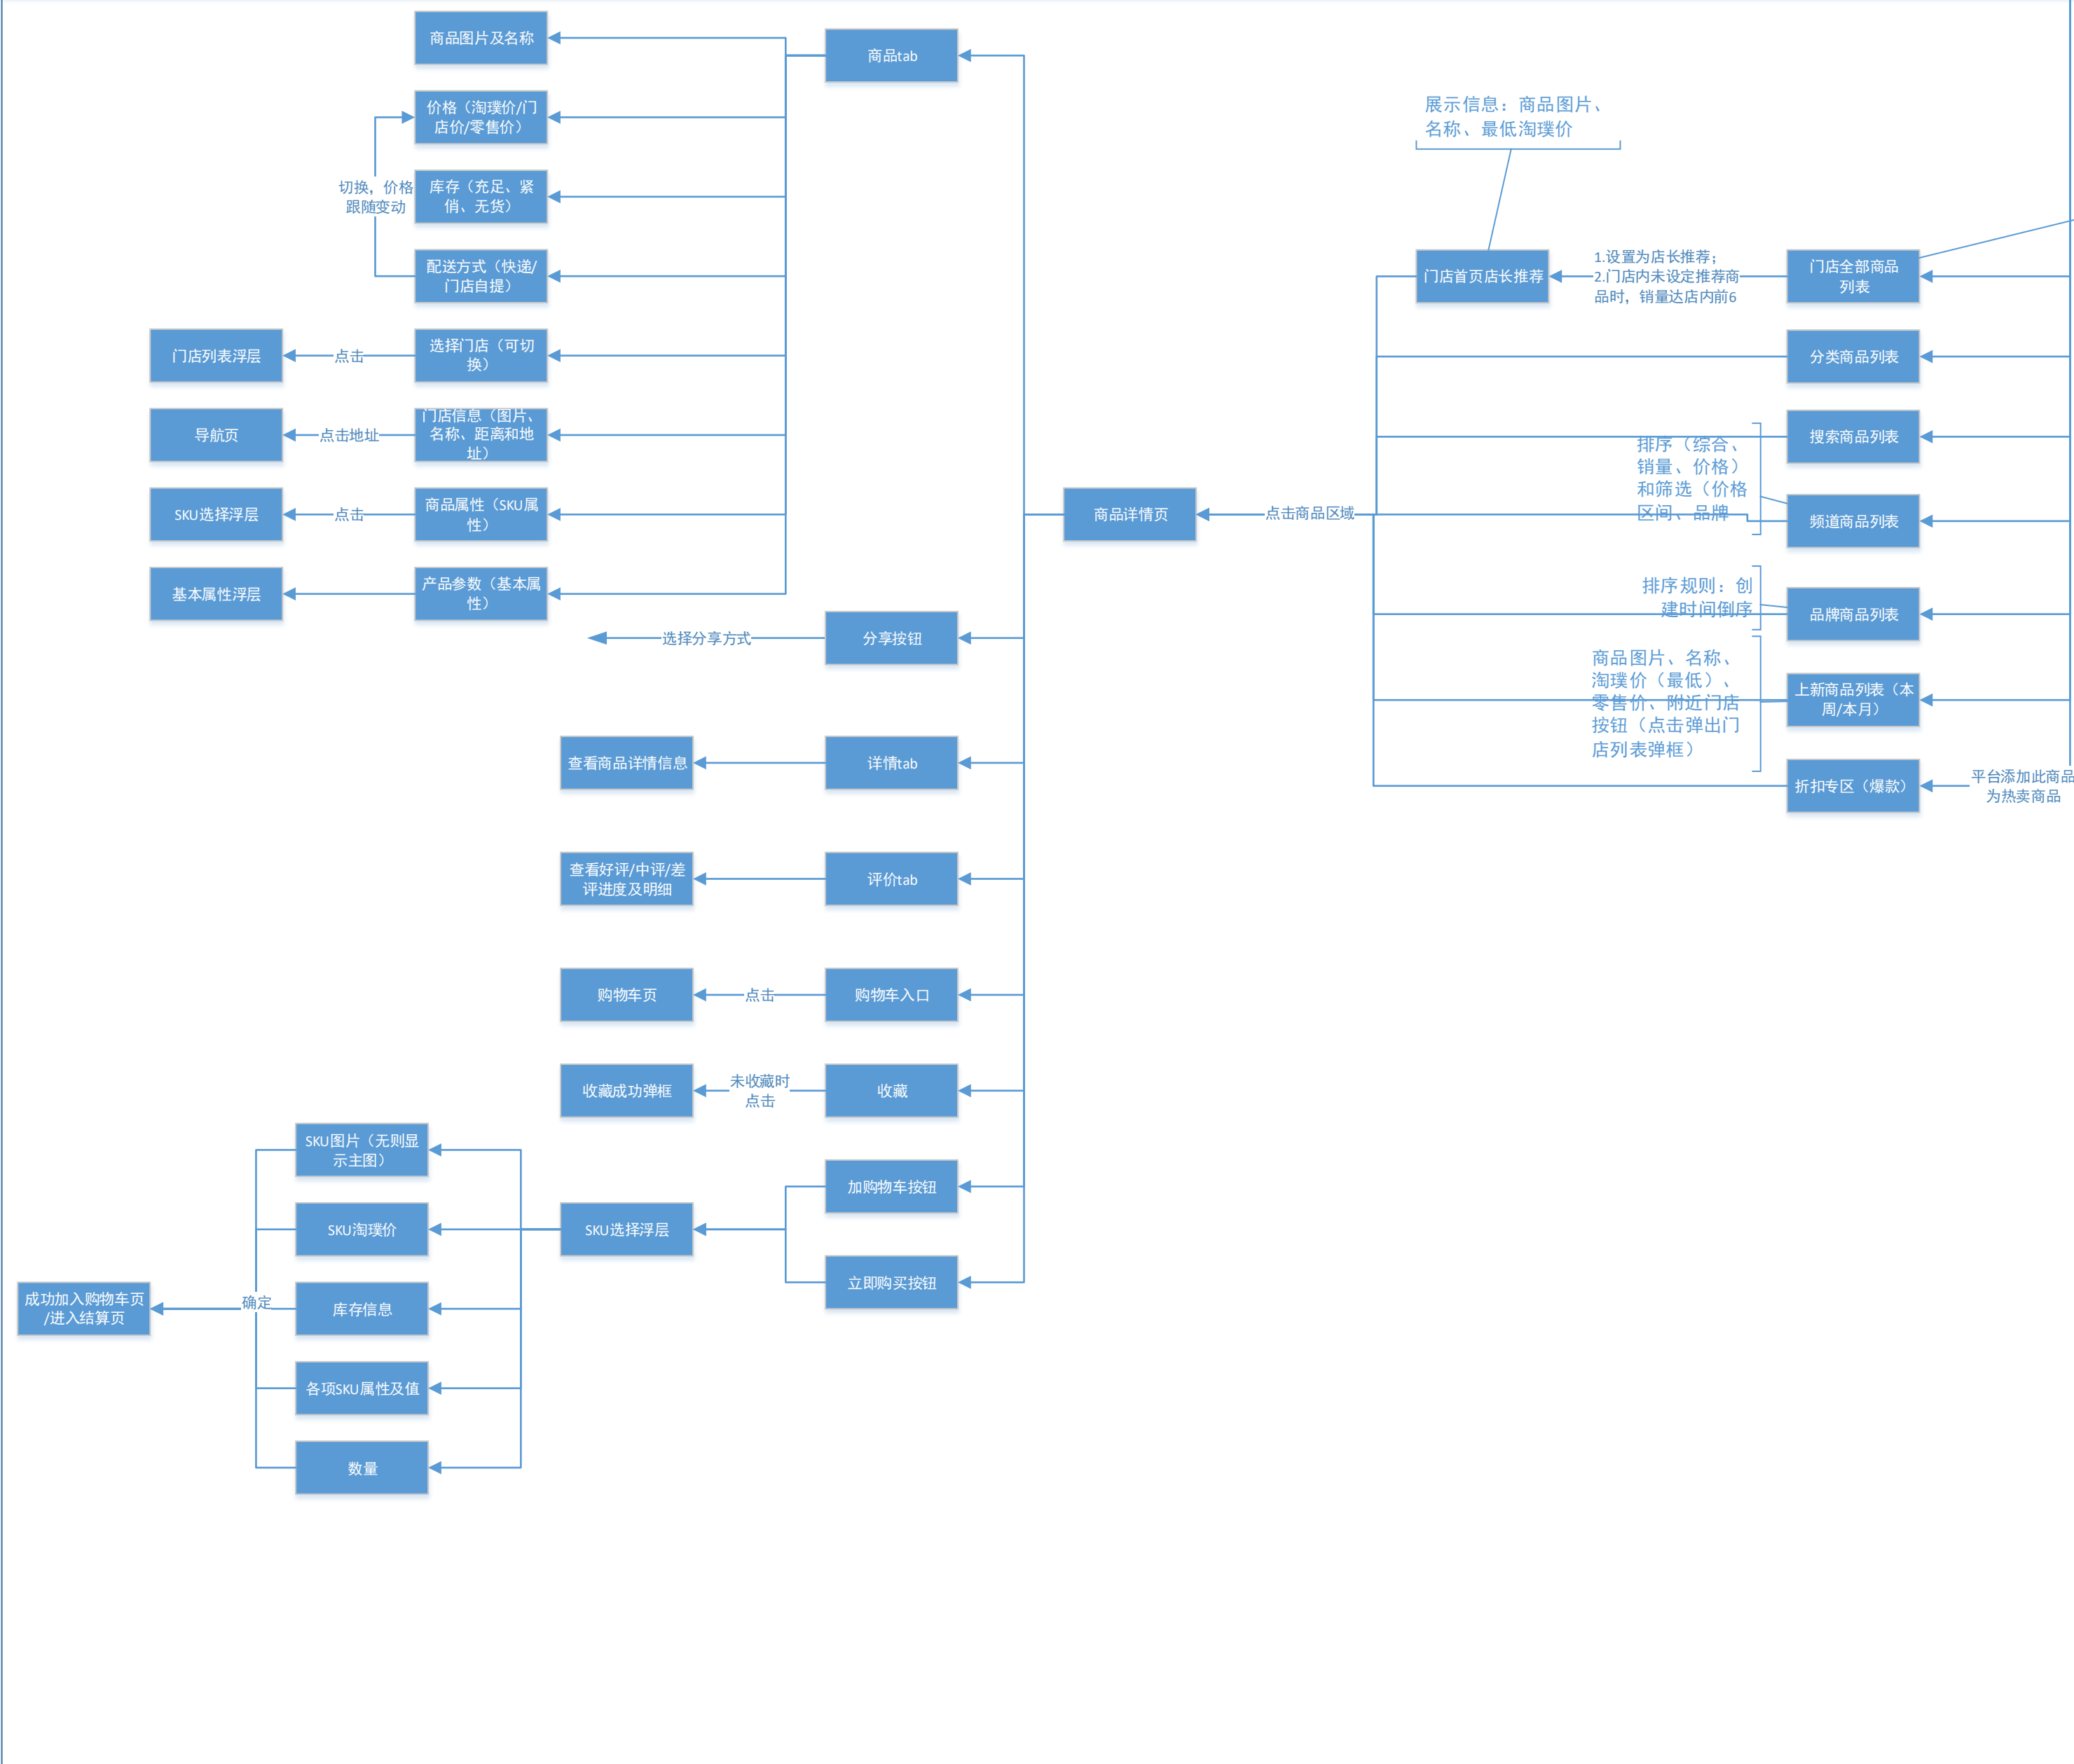 商品图片及名称
商品tab
价格（淘璞价/门
店价/零售价）
切换，价格
跟随变动
库存（充足、紧
俏、无货）
配送方式（快递/
门店自提）
门店列表浮层
点击
选择门店（可切
换）
导航页
点击地址
门店信息（图片、
名称、距离和地
址）
SKU选择浮层
点击
商品属性（SKU属
性）
基本属性浮层
产品参数（基本属
性）
选择分享方式
分享按钮
查看商品详情信息
详情tab
查看好评/中评/差
评进度及明细
评价tab
购物车页
点击
购物车入口
收藏成功弹框
未收藏时
点击
收藏
加购物车按钮
立即购买按钮
SKU选择浮层
SKU图片（无则显
示主图）
SKU淘璞价
库存信息
各项SKU属性及值
数量
确定
成功加入购物车页
/进入结算页
商品详情页
点击商品区域
展示信息：商品图片、
名称、最低淘璞价
门店首页店长推荐
1.设置为店长推荐；
2.门店内未设定推荐商
品时，销量达店内前6
门店全部商品
列表
分类商品列表
搜索商品列表
排序（综合、
销量、价格）
和筛选（价格
区间、品牌
频道商品列表
排序规则：创
建时间倒序
品牌商品列表
商品图片、名称、
淘璞价（最低）、
零售价、附近门店
按钮（点击弹出门
店列表弹框）
上新商品列表（本
周/本月）
折扣专区（爆款）
平台添加此商品
为热卖商品